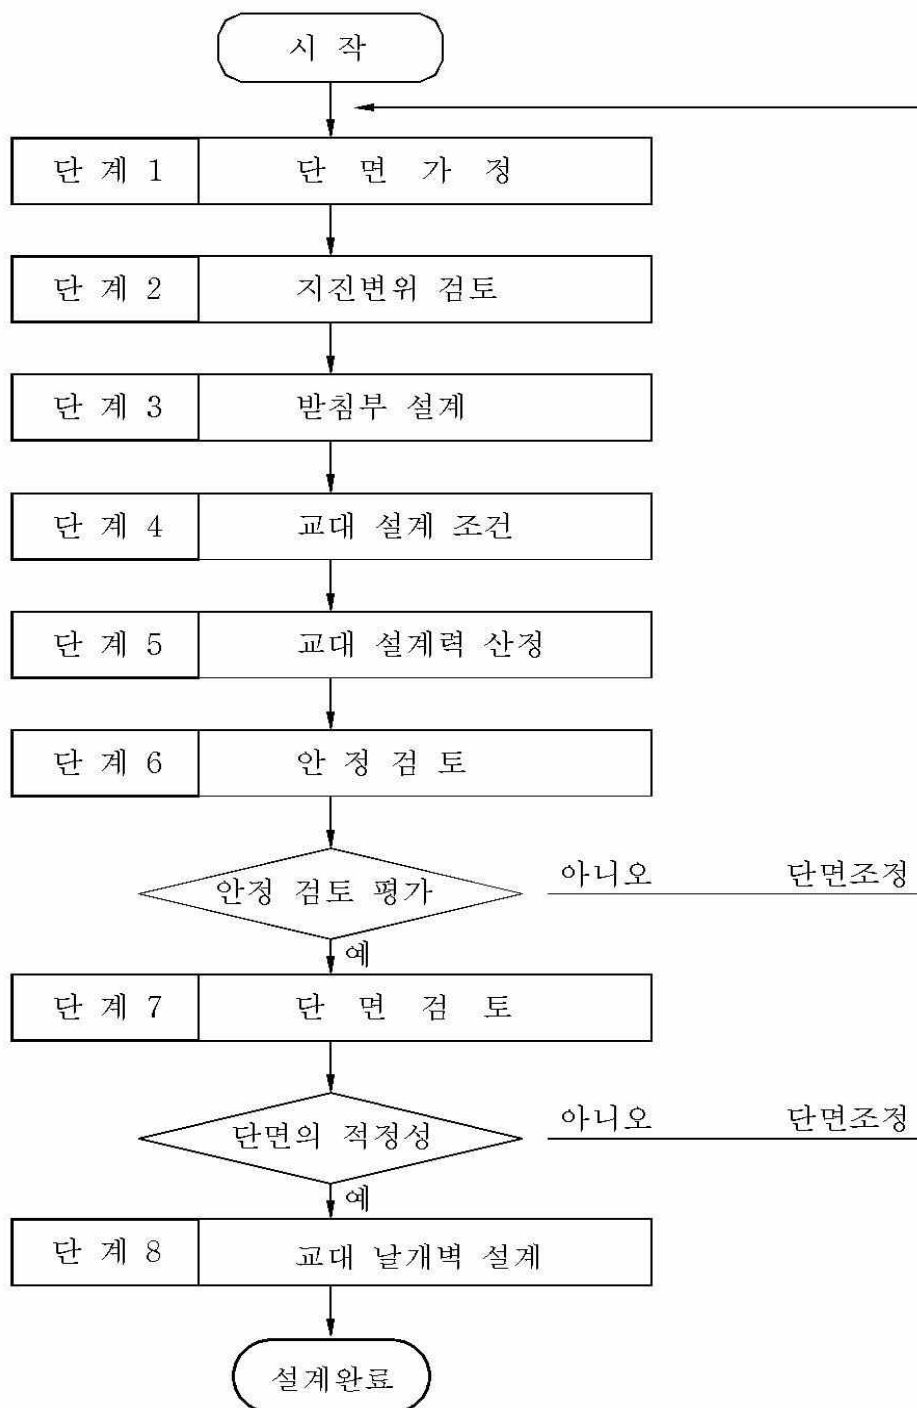 시 작
단 계 1 단 면 가 정
단 계 2 지진변위 검토
단 계 3 받침부 설계
단 계 4 교대 설계 조건
단 계 5 교대 설계력 산정
단 계 6 안 정 검 토
안정 검토 평가 아니오 단면조정
예
단 계 7 단 면 검 토
단면의 적정성 아니오 단면조정
예
단 계 8 교대 날개벽 설계
설계완료